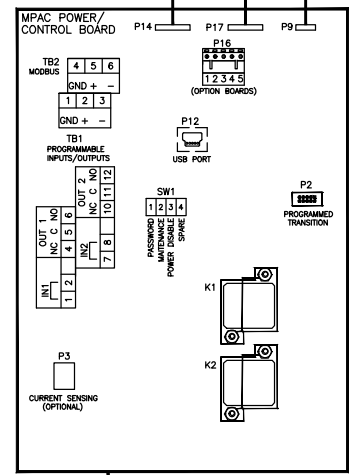 MPAC POWER/
CONTROL BOARD
P14
P17
P9
P16
1 2 3 4 5
(OPTION BOARDS)
TB2
MODBUS
4 5 6
GND + −
1 2 3
GND + −
TB1
PROGRAMMABLE
INPUTS/OUTPUTS
P12
USB PORT
OUT 2
NC C NO
10 11 12
IN2
7 8
OUT 1
NC C NO
4 5 6
IN1
1 2
SW1
1 2 3 4
PASSWORD
MAITENANCE
POWER DISABLE
SPARE
P2
PROGRAMMED
TRANSITION
K1
K2
P3
CURRENT SENSING
(OPTIONAL)